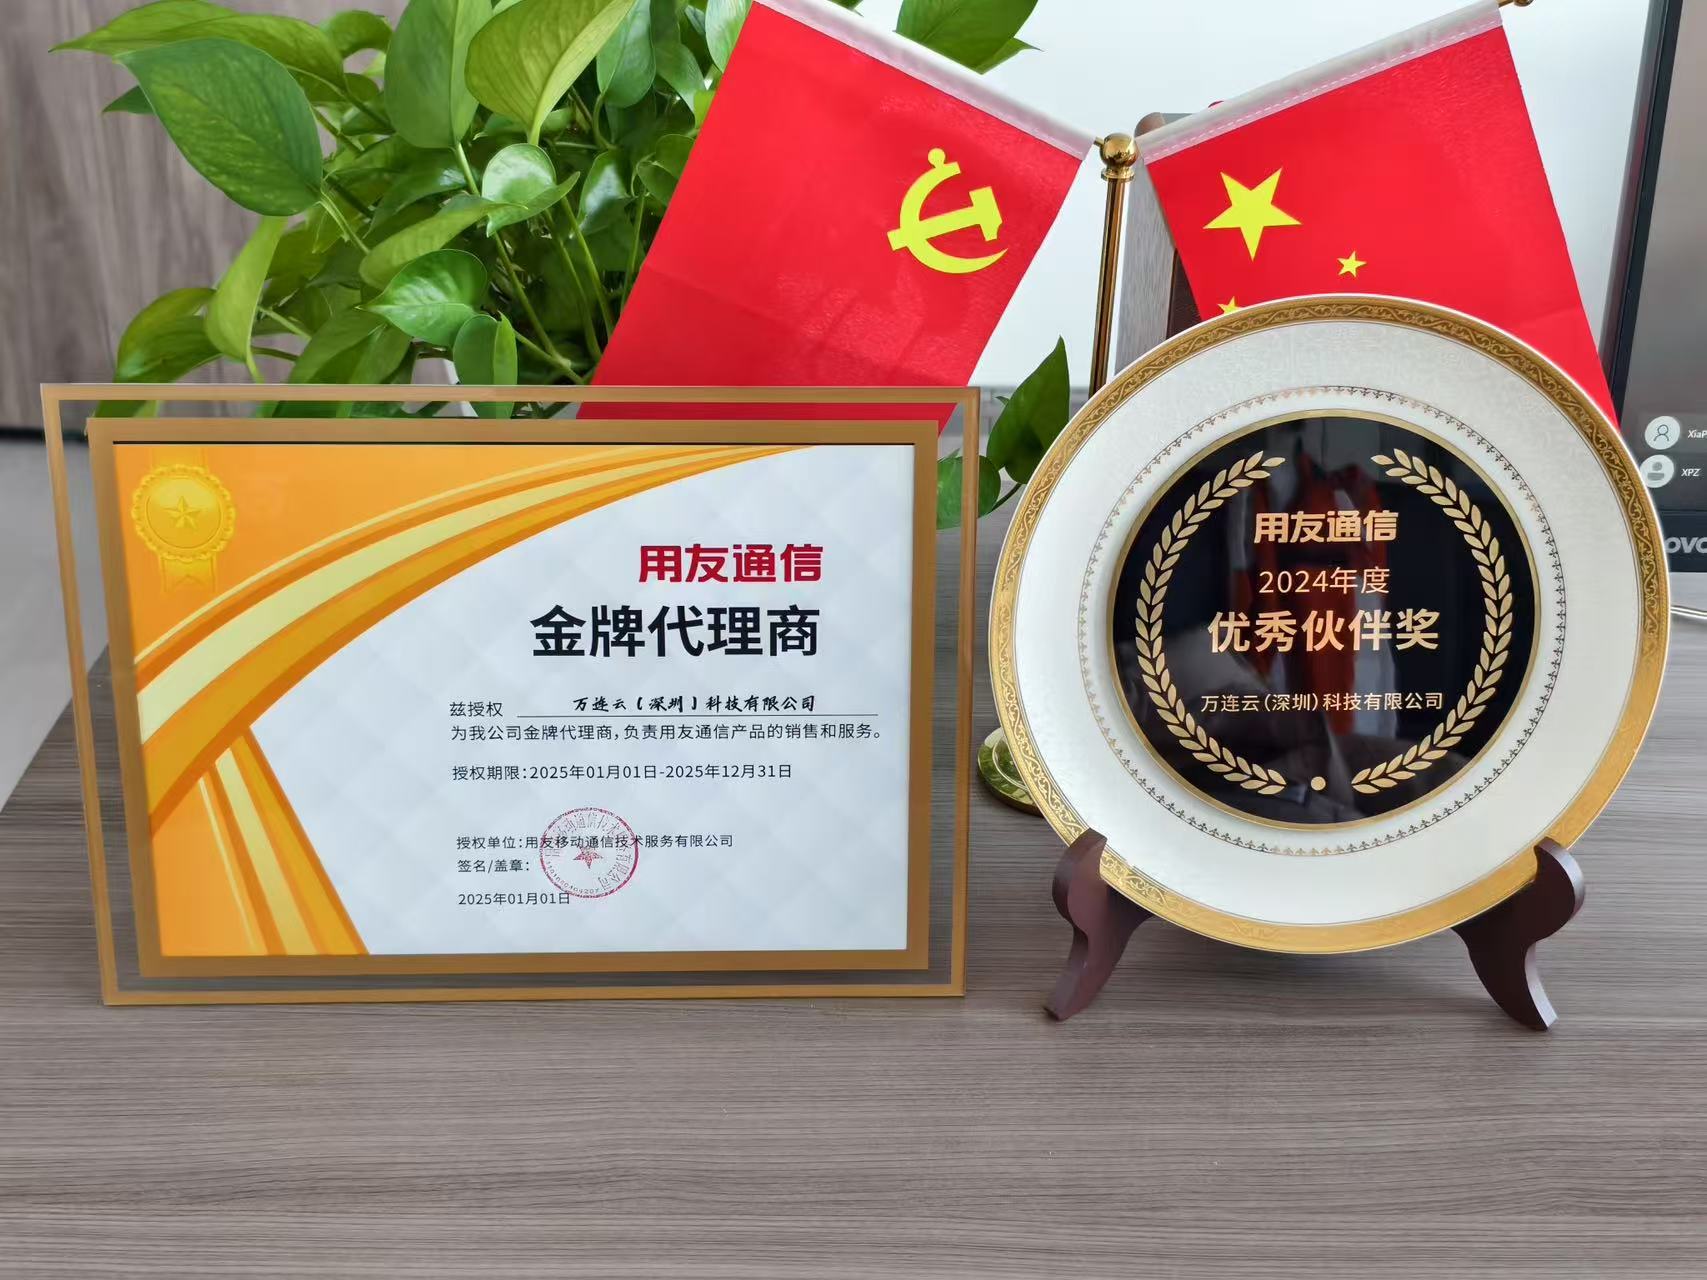 用友通信
金牌代理商
兹授权 万连云(深圳)科技有限公司
为我公司金牌代理商,负责用友通信产品的销售和服务。
授权期限:2025年01月01日-2025年12月31日
授权单位:用友移动通信技术服务有限公司
签名/盖章:
2025年01月01日
用友通信
2024年度
优秀伙伴奖
万连云(深圳)科技有限公司
XPZ